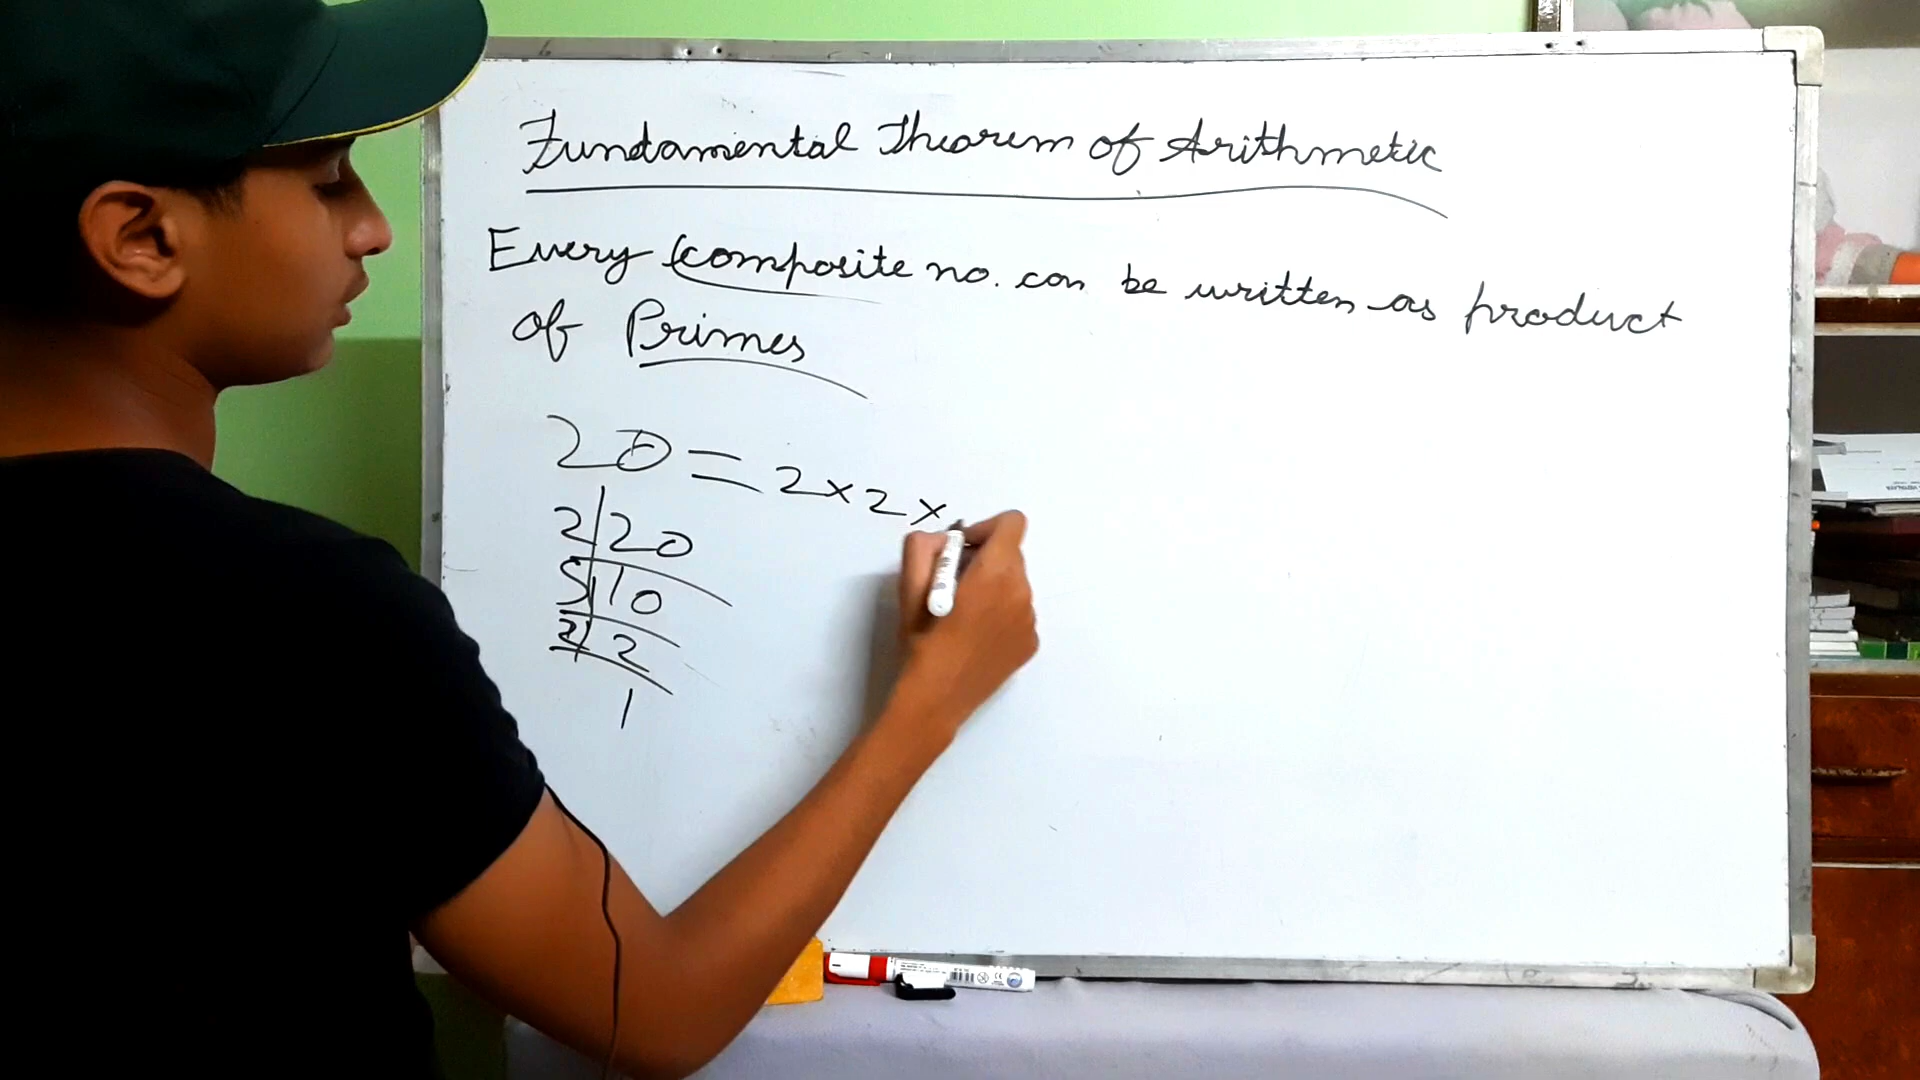 Fundamental Theorem of Arithmetic
Every composite no. can be written as product
of Primes
20 = 2 × 2 ×
2 | 20
5 | 10
2 | 2
1